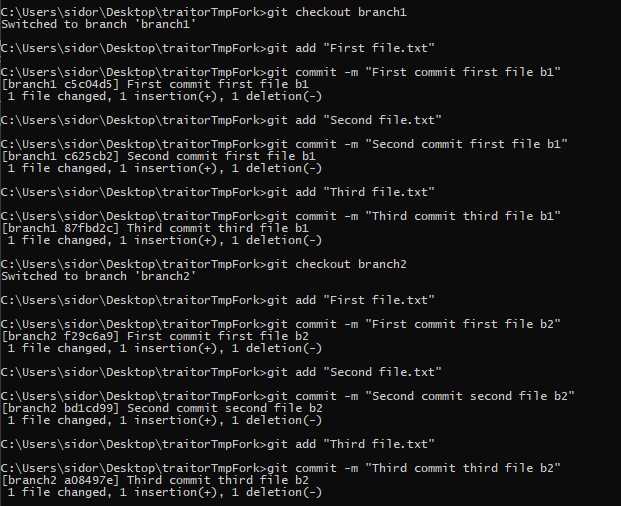 C:\Users\sidor\Desktop\traitorTmpFork>git checkout branch1
Switched to branch 'branch1'
C:\Users\sidor\Desktop\traitorTmpFork>git add "First file.txt"
C:\Users\sidor\Desktop\traitorTmpFork>git commit -m "First commit first file b1"
[branch1 c5c04d5] First commit first file b1
 1 file changed, 1 insertion(+), 1 deletion(-)
C:\Users\sidor\Desktop\traitorTmpFork>git add "Second file.txt"
C:\Users\sidor\Desktop\traitorTmpFork>git commit -m "Second commit first file b1"
[branch1 c625cb2] Second commit first file b1
 1 file changed, 1 insertion(+), 1 deletion(-)
C:\Users\sidor\Desktop\traitorTmpFork>git add "Third file.txt"
C:\Users\sidor\Desktop\traitorTmpFork>git commit -m "Third commit third file b1"
[branch1 87fbd2c] Third commit third file b1
 1 file changed, 1 insertion(+), 1 deletion(-)
C:\Users\sidor\Desktop\traitorTmpFork>git checkout branch2
Switched to branch 'branch2'
C:\Users\sidor\Desktop\traitorTmpFork>git add "First file.txt"
C:\Users\sidor\Desktop\traitorTmpFork>git commit -m "First commit first file b2"
[branch2 f29c6a9] First commit first file b2
 1 file changed, 1 insertion(+), 1 deletion(-)
C:\Users\sidor\Desktop\traitorTmpFork>git add "Second file.txt"
C:\Users\sidor\Desktop\traitorTmpFork>git commit -m "Second commit second file b2"
[branch2 bd1cd99] Second commit second file b2
 1 file changed, 1 insertion(+), 1 deletion(-)
C:\Users\sidor\Desktop\traitorTmpFork>git add "Third file.txt"
C:\Users\sidor\Desktop\traitorTmpFork>git commit -m "Third commit third file b2"
[branch2 a08497e] Third commit third file b2
 1 file changed, 1 insertion(+), 1 deletion(-)